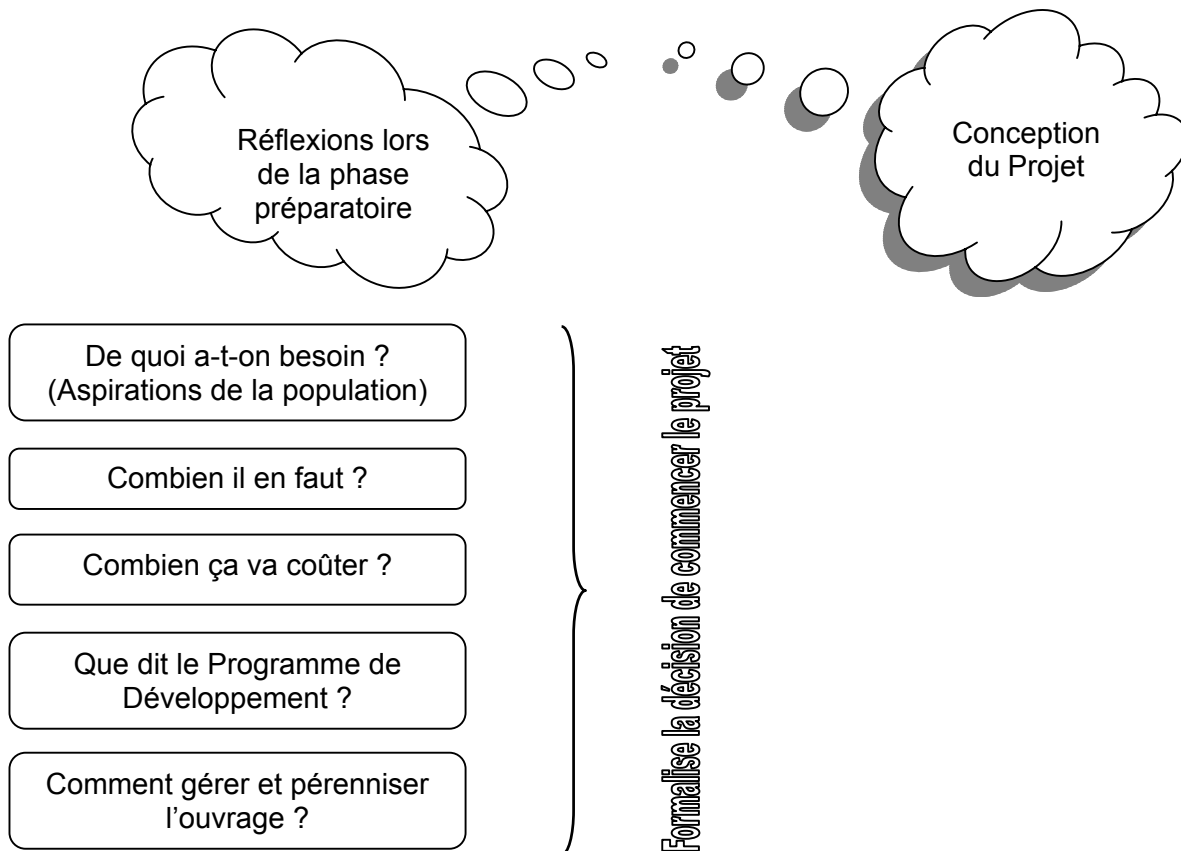 Réflexions lors
de la phase
préparatoire
Conception
du Projet
De quoi a-t-on besoin ?
(Aspirations de la population)
Combien il en faut ?
Combien ça va coûter ?
Que dit le Programme de
Développement ?
Comment gérer et pérenniser
l’ouvrage ?
Formalise la décision de commencer le projet